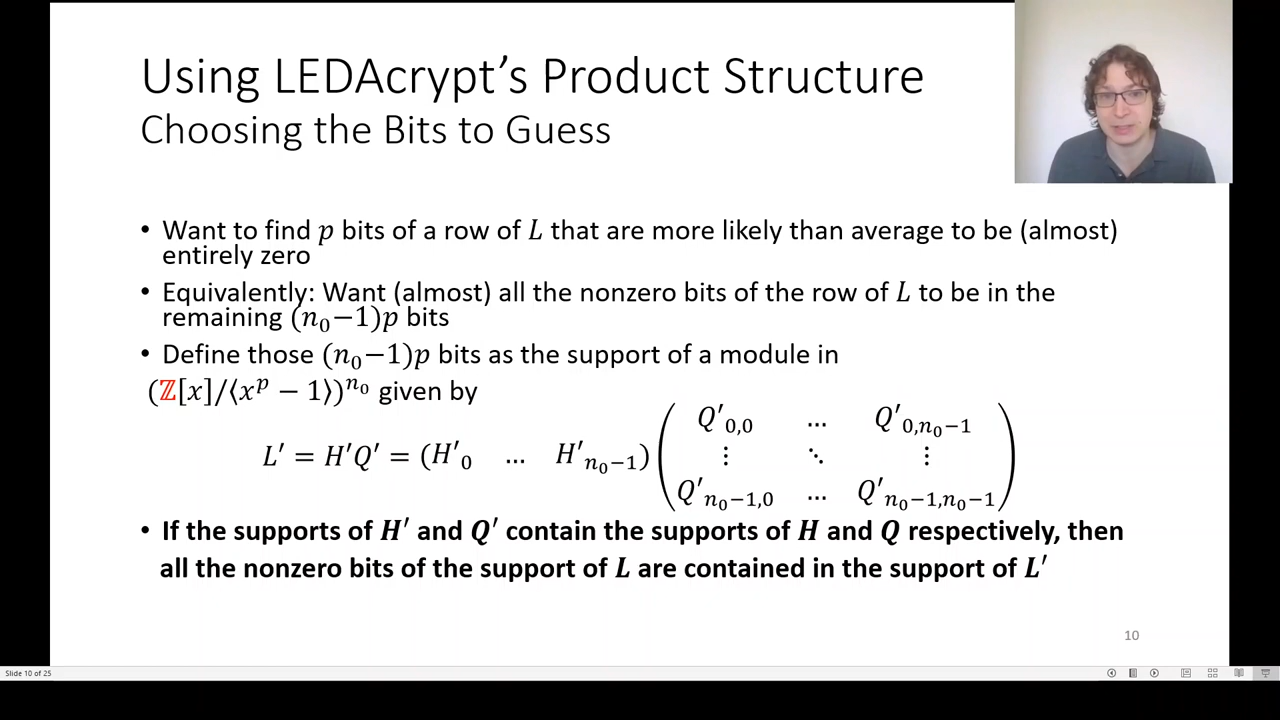 Using LEDAcrypt's Product Structure
Choosing the Bits to Guess
• Want to find p bits of a row of L that are more likely than average to be (almost)
entirely zero
• Equivalently: Want (almost) all the nonzero bits of the row of L to be in the
remaining (n₀−1)p bits
• Define those (n₀−1)p bits as the support of a module in
(ℤ[x]/⟨xᵖ − 1⟩)ⁿ⁰ given by
L′ = H′Q′ = (H′₀ … H′ₙ₀₋₁) (Q′₀,₀ … Q′₀,ₙ₀₋₁
⋮ ⋱ ⋮
Q′ₙ₀₋₁,₀ … Q′ₙ₀₋₁,ₙ₀₋₁)
• If the supports of H′ and Q′ contain the supports of H and Q respectively, then
all the nonzero bits of the support of L are contained in the support of L′
10
Slide 10 of 25